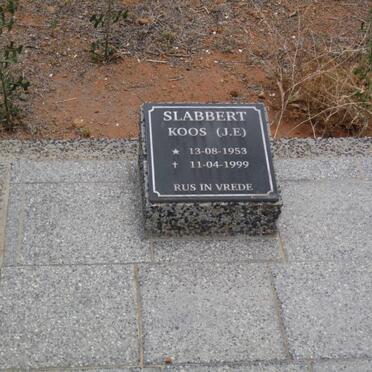 SLABBERT
KOOS (J.E)
★ 13-08-1953
† 11-04-1999
RUS IN VREDE